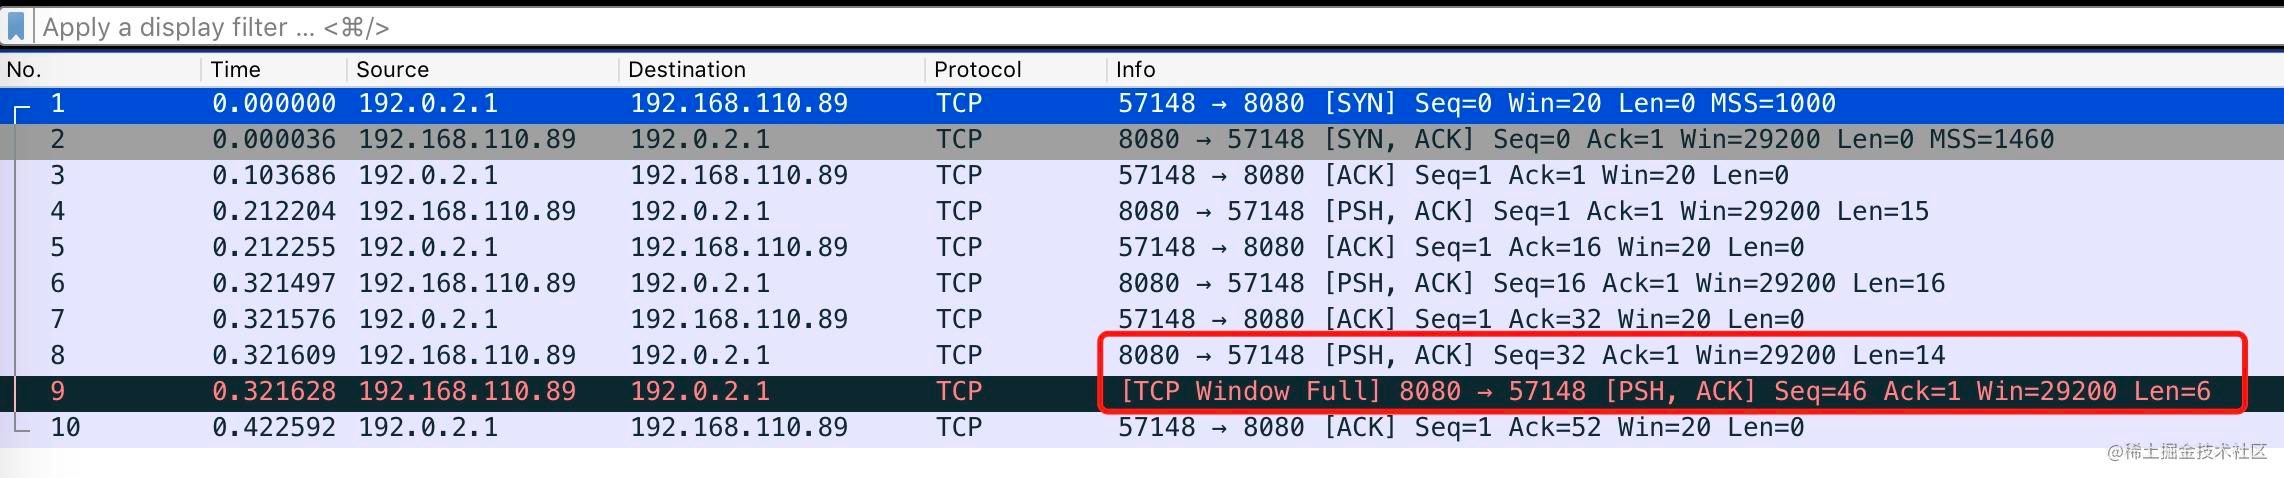 Apply a display filter ... <⌘/>
No. Time Source Destination Protocol Info
1 0.000000 192.0.2.1 192.168.110.89 TCP 57148 → 8080 [SYN] Seq=0 Win=20 Len=0 MSS=1000
2 0.000036 192.168.110.89 192.0.2.1 TCP 8080 → 57148 [SYN, ACK] Seq=0 Ack=1 Win=29200 Len=0 MSS=1460
3 0.103686 192.0.2.1 192.168.110.89 TCP 57148 → 8080 [ACK] Seq=1 Ack=1 Win=20 Len=0
4 0.212204 192.168.110.89 192.0.2.1 TCP 8080 → 57148 [PSH, ACK] Seq=1 Ack=1 Win=29200 Len=15
5 0.212255 192.0.2.1 192.168.110.89 TCP 57148 → 8080 [ACK] Seq=1 Ack=16 Win=20 Len=0
6 0.321497 192.168.110.89 192.0.2.1 TCP 8080 → 57148 [PSH, ACK] Seq=16 Ack=1 Win=29200 Len=16
7 0.321576 192.0.2.1 192.168.110.89 TCP 57148 → 8080 [ACK] Seq=1 Ack=32 Win=20 Len=0
8 0.321609 192.168.110.89 192.0.2.1 TCP 8080 → 57148 [PSH, ACK] Seq=32 Ack=1 Win=29200 Len=14
9 0.321628 192.168.110.89 192.0.2.1 TCP [TCP Window Full] 8080 → 57148 [PSH, ACK] Seq=46 Ack=1 Win=29200 Len=6
10 0.422592 192.0.2.1 192.168.110.89 TCP 57148 → 8080 [ACK] Seq=1 Ack=52 Win=20 Len=0
@稀土掘金技术社区